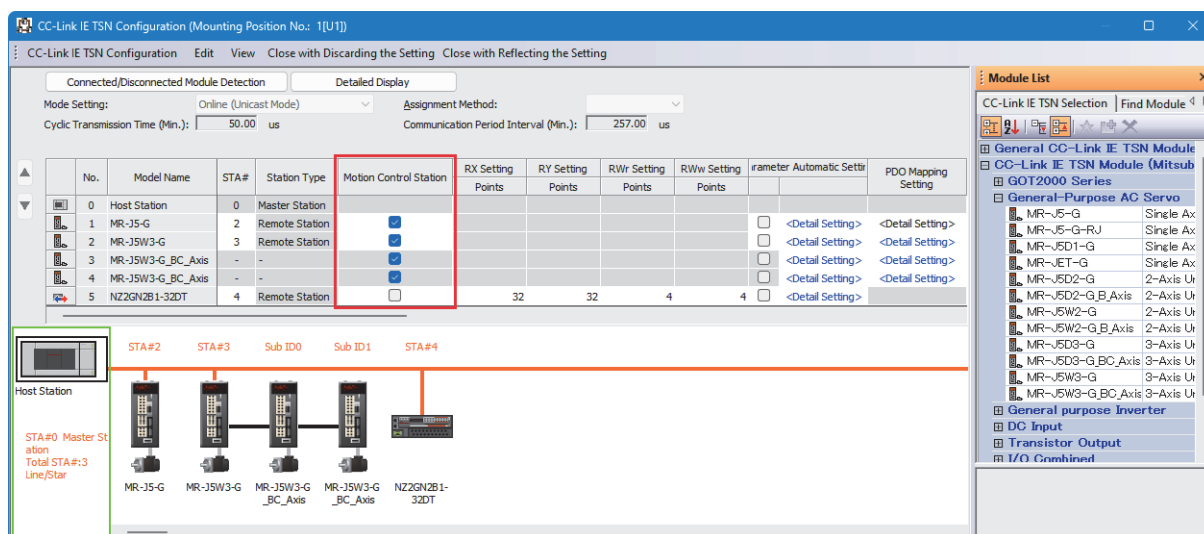 CC-Link IE TSN Configuration (Mounting Position No.: 1[U1])
CC-Link IE TSN Configuration Edit View Close with Discarding the Setting Close with Reflecting the Setting
Connected/Disconnected Module Detection Detailed Display
Mode Setting: Online (Unicast Mode) Assignment Method:
Cyclic Transmission Time (Min.): 50.00 us Communication Period Interval (Min.): 257.00 us
No. Model Name STA# Station Type Motion Control Station RX Setting RY Setting RWr Setting RWw Setting rameter Automatic Settin PDO Mapping Setting
Points Points Points Points
0 Host Station 0 Master Station
1 MR-J5-G 2 Remote Station <Detail Setting> <Detail Setting>
2 MR-J5W3-G 3 Remote Station <Detail Setting> <Detail Setting>
3 MR-J5W3-G_BC_Axis - - <Detail Setting> <Detail Setting>
4 MR-J5W3-G_BC_Axis - - <Detail Setting> <Detail Setting>
5 NZ2GN2B1-32DT 4 Remote Station 32 32 4 4 <Detail Setting>
STA#2 STA#3 Sub ID0 Sub ID1 STA#4
Host Station
STA#0 Master St
ation
Total STA#:3
Line/Star
MR-J5-G MR-J5W3-G MR-J5W3-G MR-J5W3-G NZ2GN2B1-
_BC_Axis _BC_Axis 32DT
Module List
CC-Link IE TSN Selection Find Module
General CC-Link IE TSN Module
CC-Link IE TSN Module (Mitsub
GOT2000 Series
General-Purpose AC Servo
MR-J5-G Single Ax
MR-J5-G-RJ Single Ax
MR-J5D1-G Single Ax
MR-JET-G Single Ax
MR-J5D2-G 2-Axis Un
MR-J5D2-G_B_Axis 2-Axis Un
MR-J5W2-G 2-Axis Un
MR-J5W2-G_B_Axis 2-Axis Un
MR-J5D3-G 3-Axis Un
MR-J5D3-G_BC_Axis 3-Axis Un
MR-J5W3-G 3-Axis Un
MR-J5W3-G_BC_Axis 3-Axis Un
General purpose Inverter
DC Input
Transistor Output
I/O Combined